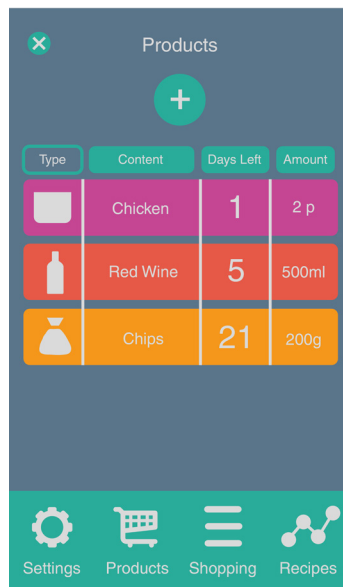 Products
Type Content Days Left Amount
Chicken 1 2 p
Red Wine 5 500ml
Chips 21 200g
Settings Products Shopping Recipes